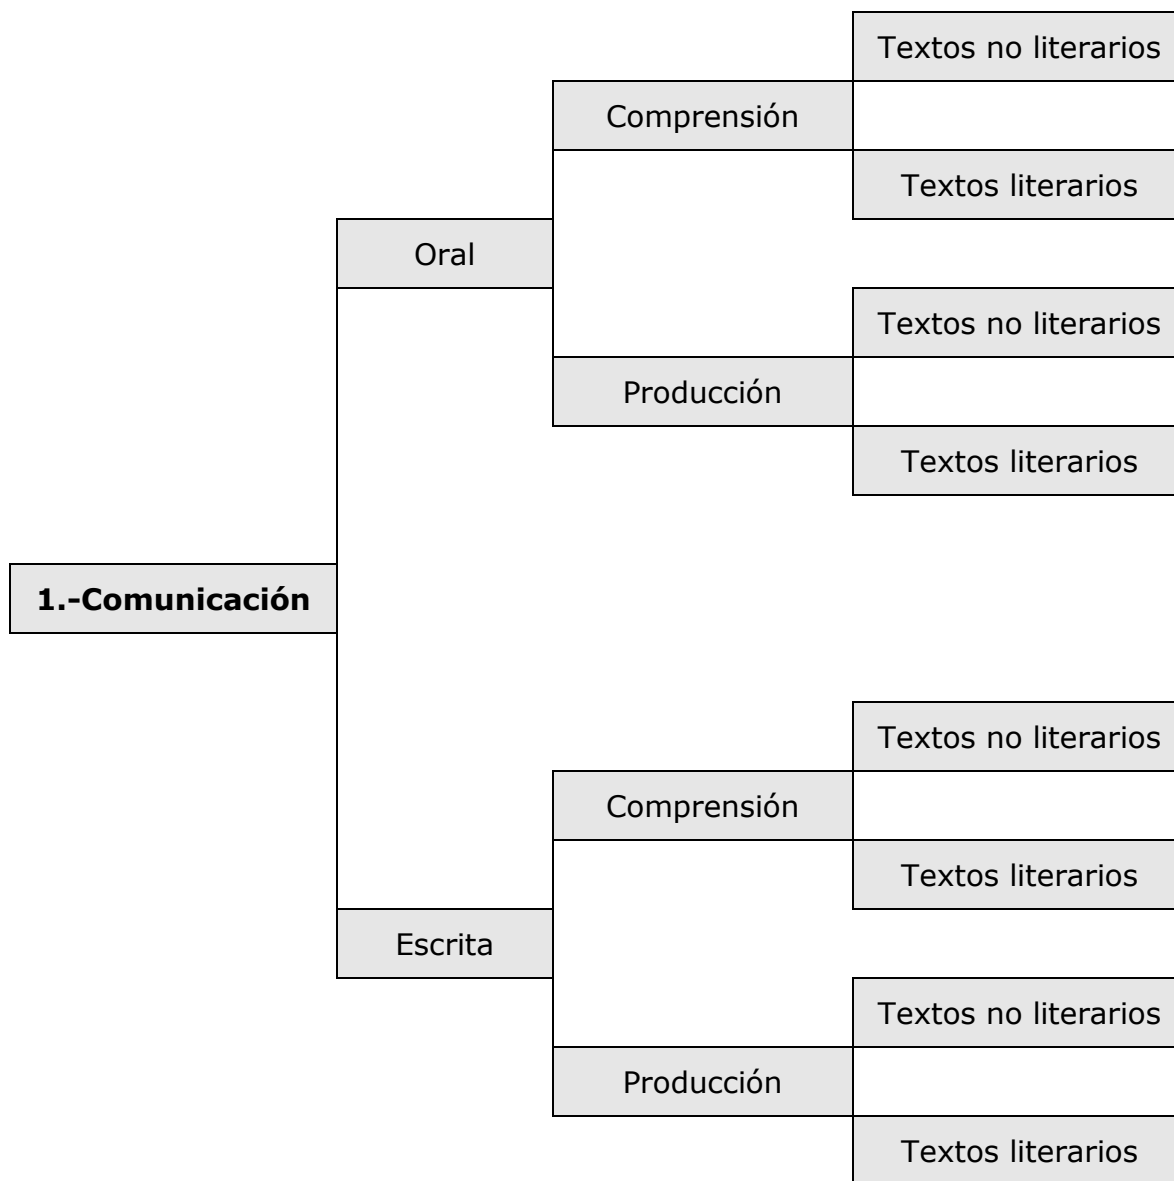 Textos no literarios
Comprensión
Textos literarios
Oral
Textos no literarios
Producción
Textos literarios
1.-Comunicación
Textos no literarios
Comprensión
Textos literarios
Escrita
Textos no literarios
Producción
Textos literarios